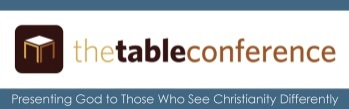 thetableconference
Presenting God to Those Who See Christianity Differently